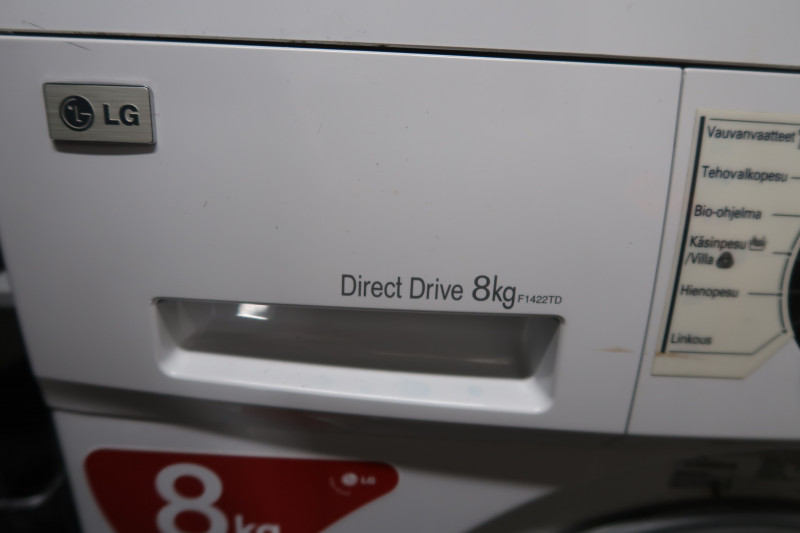 LG
Direct Drive 8kg F1422TD
Vauvanvaatteet
Tehovalkopesu
Bio-ohjelma
Käsinpesu
/Villa
Hienopesu
Linkous
8kg
LG